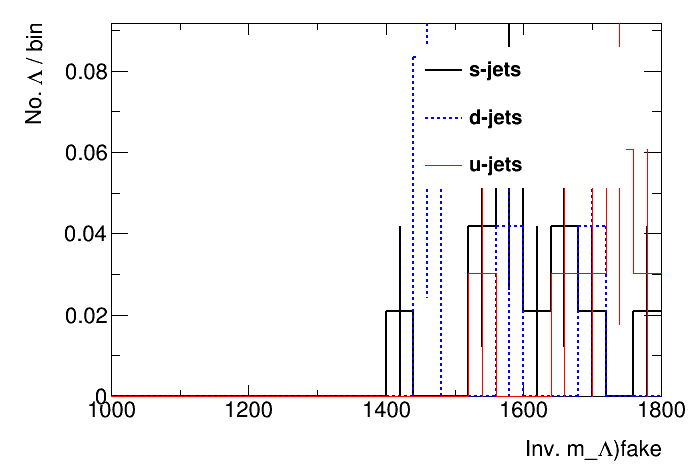 No. Λ / bin
0.08
0.06
0.04
0.02
0
s-jets
d-jets
u-jets
1000 1200 1400 1600 1800
Inv. m_Λ)fake